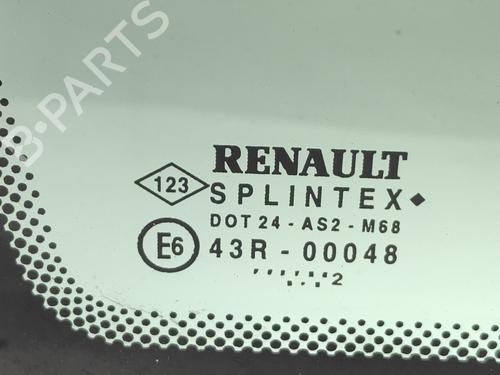 B-PARTS
RENAULT
123 SPLINTEX
DOT 24 - AS2 - M68
E6 43R - 00048
2